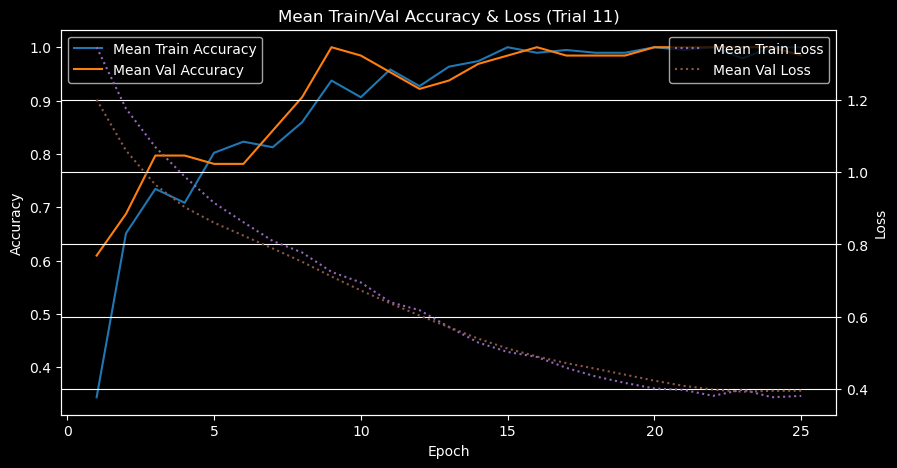 Mean Train/Val Accuracy & Loss (Trial 11)
Mean Train Accuracy
Mean Val Accuracy
Mean Train Loss
Mean Val Loss
1.0
0.9
0.8
0.7
0.6
0.5
0.4
Accuracy
1.2
1.0
0.8
0.6
0.4
Loss
0
5
10
15
20
25
Epoch